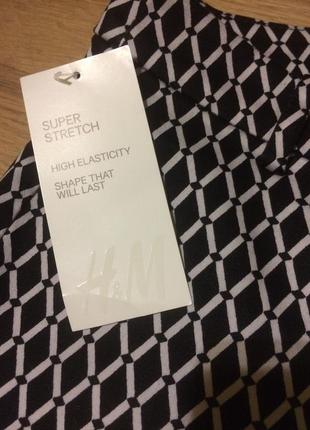 SUPER
STRETCH
HIGH ELASTICITY
SHAPE THAT
WILL LAST
H&M